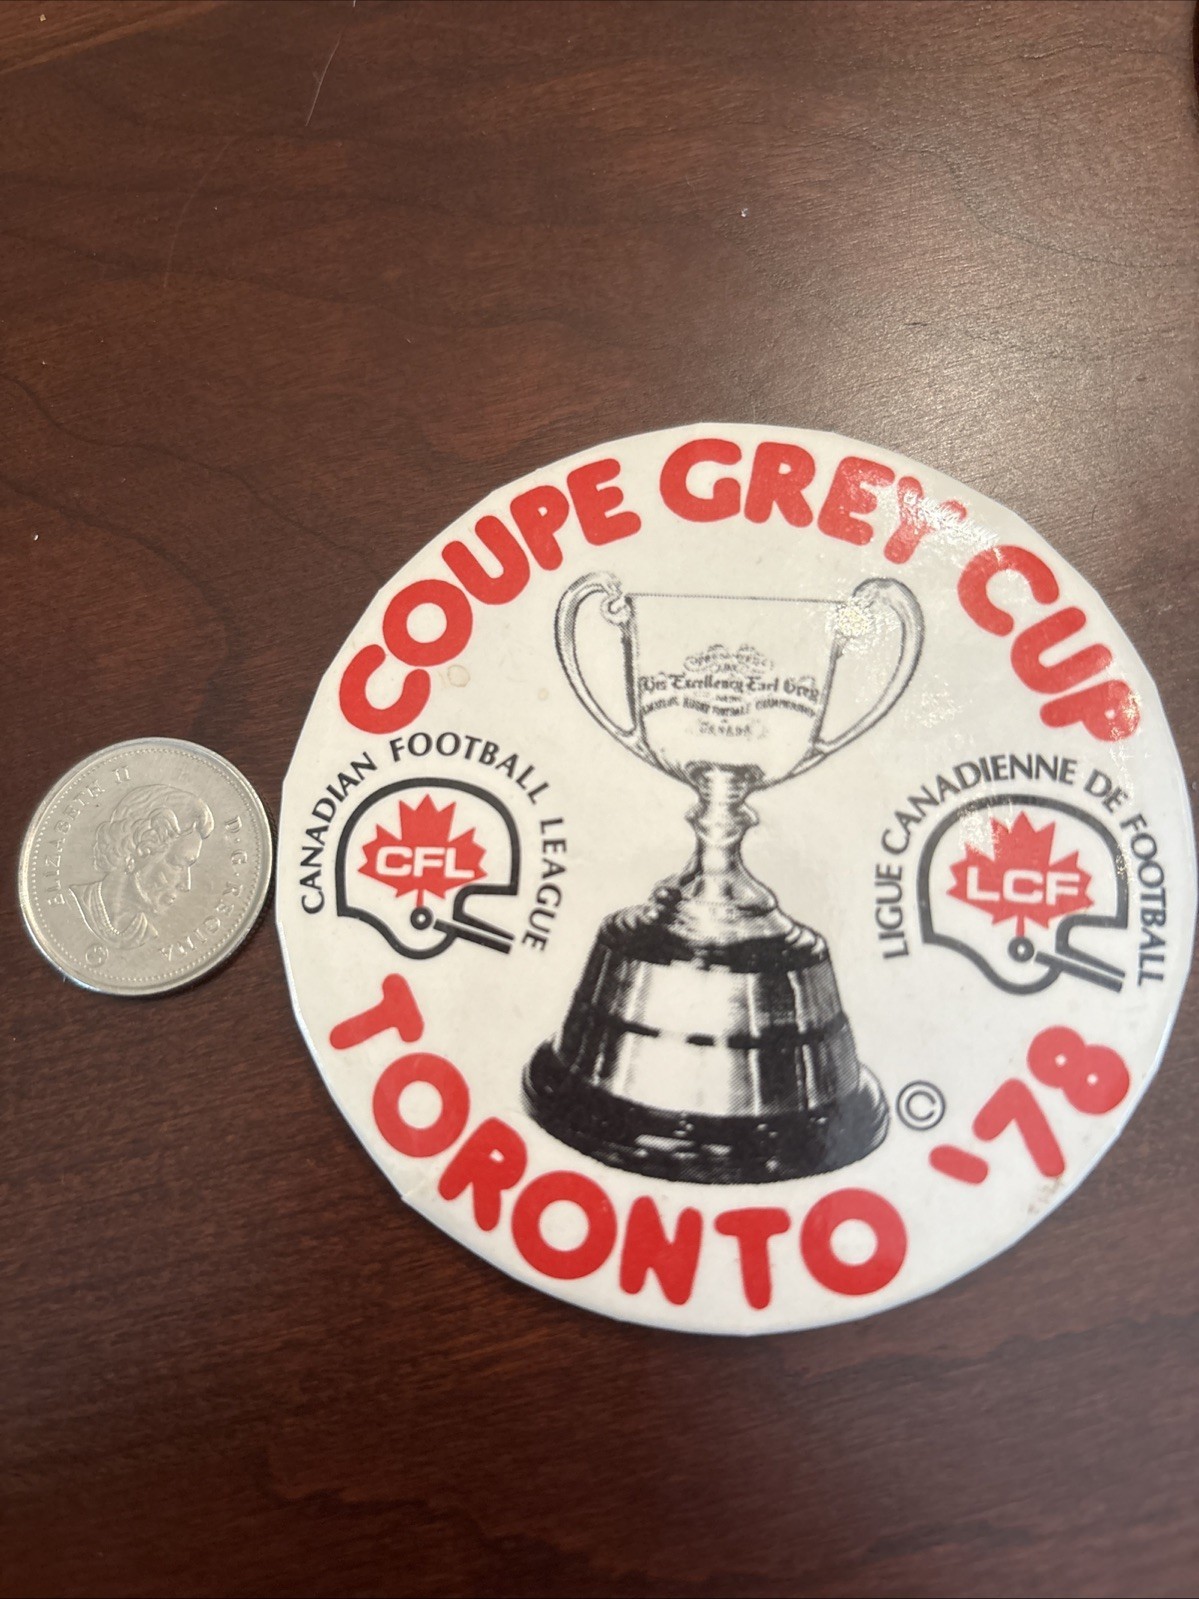 COUPE GREY CUP
His Excellency Earl Grey
CANADA
CANADIAN FOOTBALL LEAGUE
CFL
LIGUE CANADIENNE DE FOOTBALL
LCF
©
TORONTO '78
ELIZABETH II D·G·REGINA